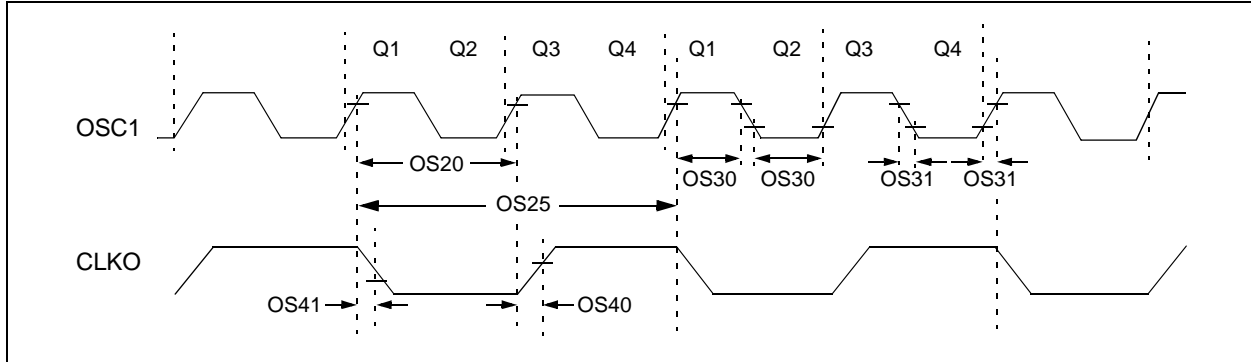 Q1 Q2 Q3 Q4 Q1 Q2 Q3 Q4
OSC1
OS20 OS30 OS30 OS31 OS31
OS25
CLKO
OS41 OS40